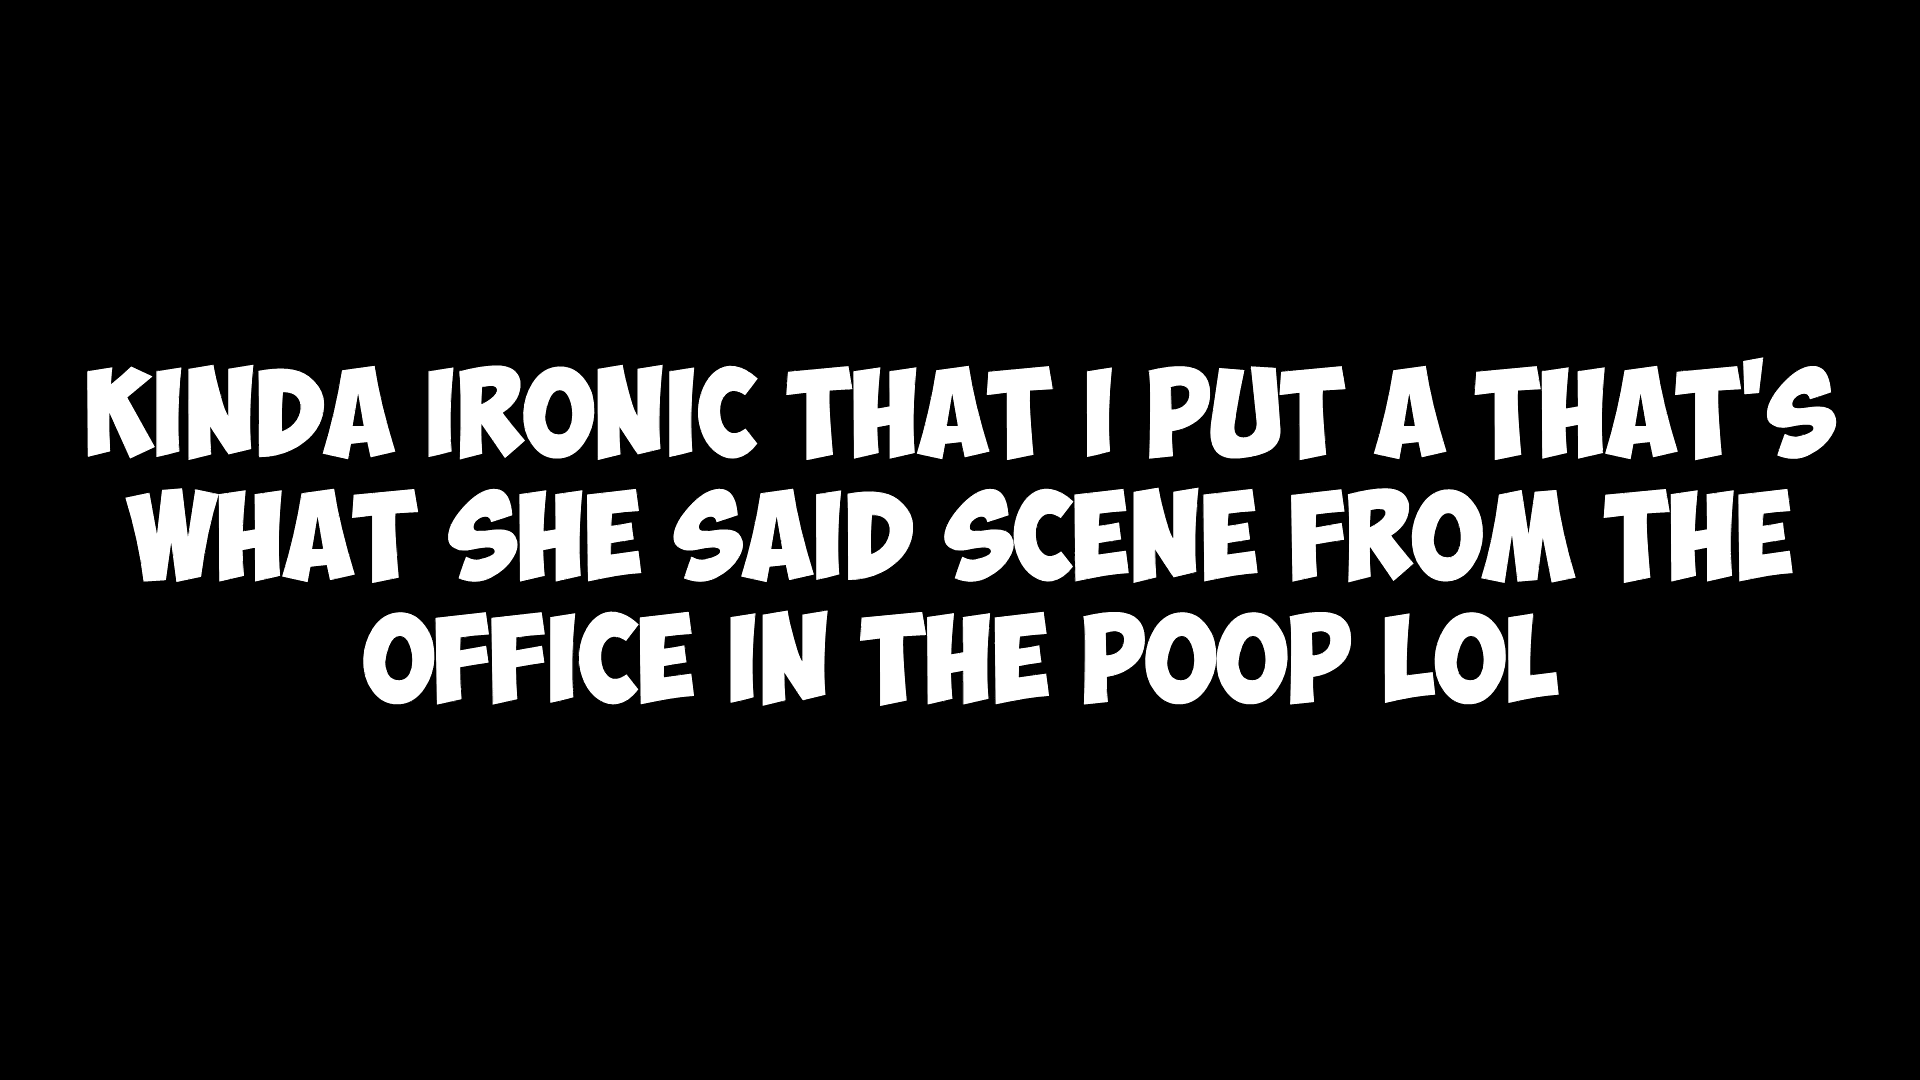 KINDA IRONIC THAT I PUT A THAT'S
WHAT SHE SAID SCENE FROM THE
OFFICE IN THE POOP LOL